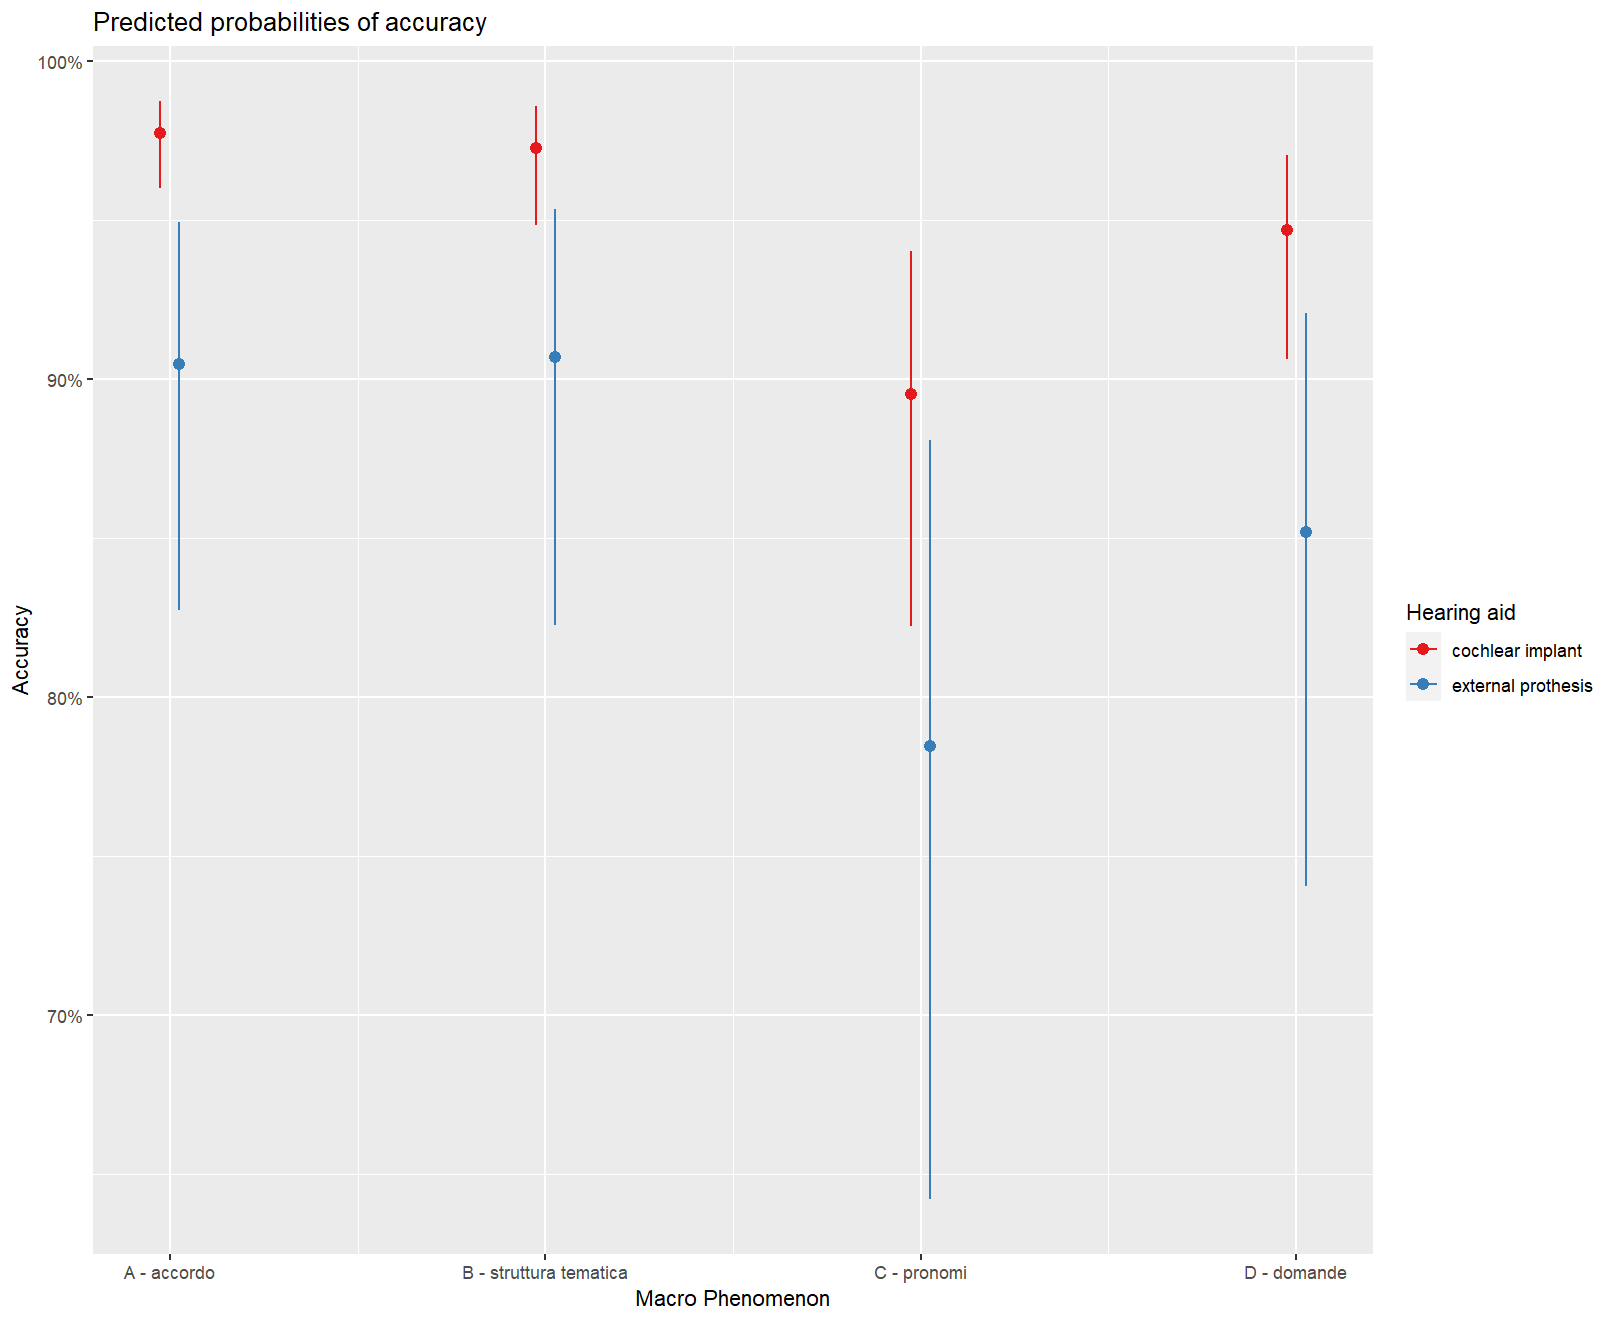 Predicted probabilities of accuracy
100%
90%
80%
70%
Accuracy
A - accordo
B - struttura tematica
C - pronomi
D - domande
Macro Phenomenon
Hearing aid
cochlear implant
external prothesis